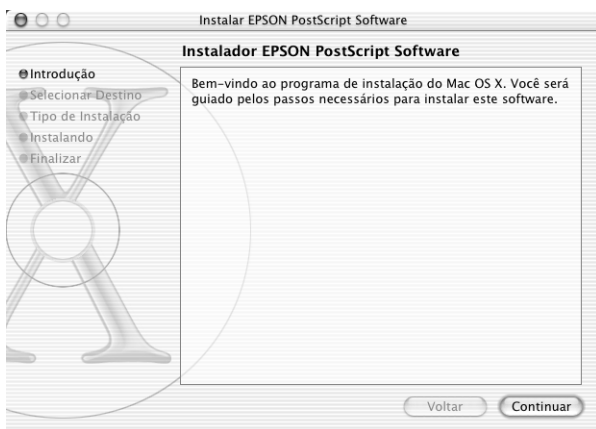 Instalar EPSON PostScript Software
Instalador EPSON PostScript Software
Introdução
Selecionar Destino
Tipo de Instalação
Instalando
Finalizar
Bem-vindo ao programa de instalação do Mac OS X. Você será
guiado pelos passos necessários para instalar este software.
Voltar
Continuar